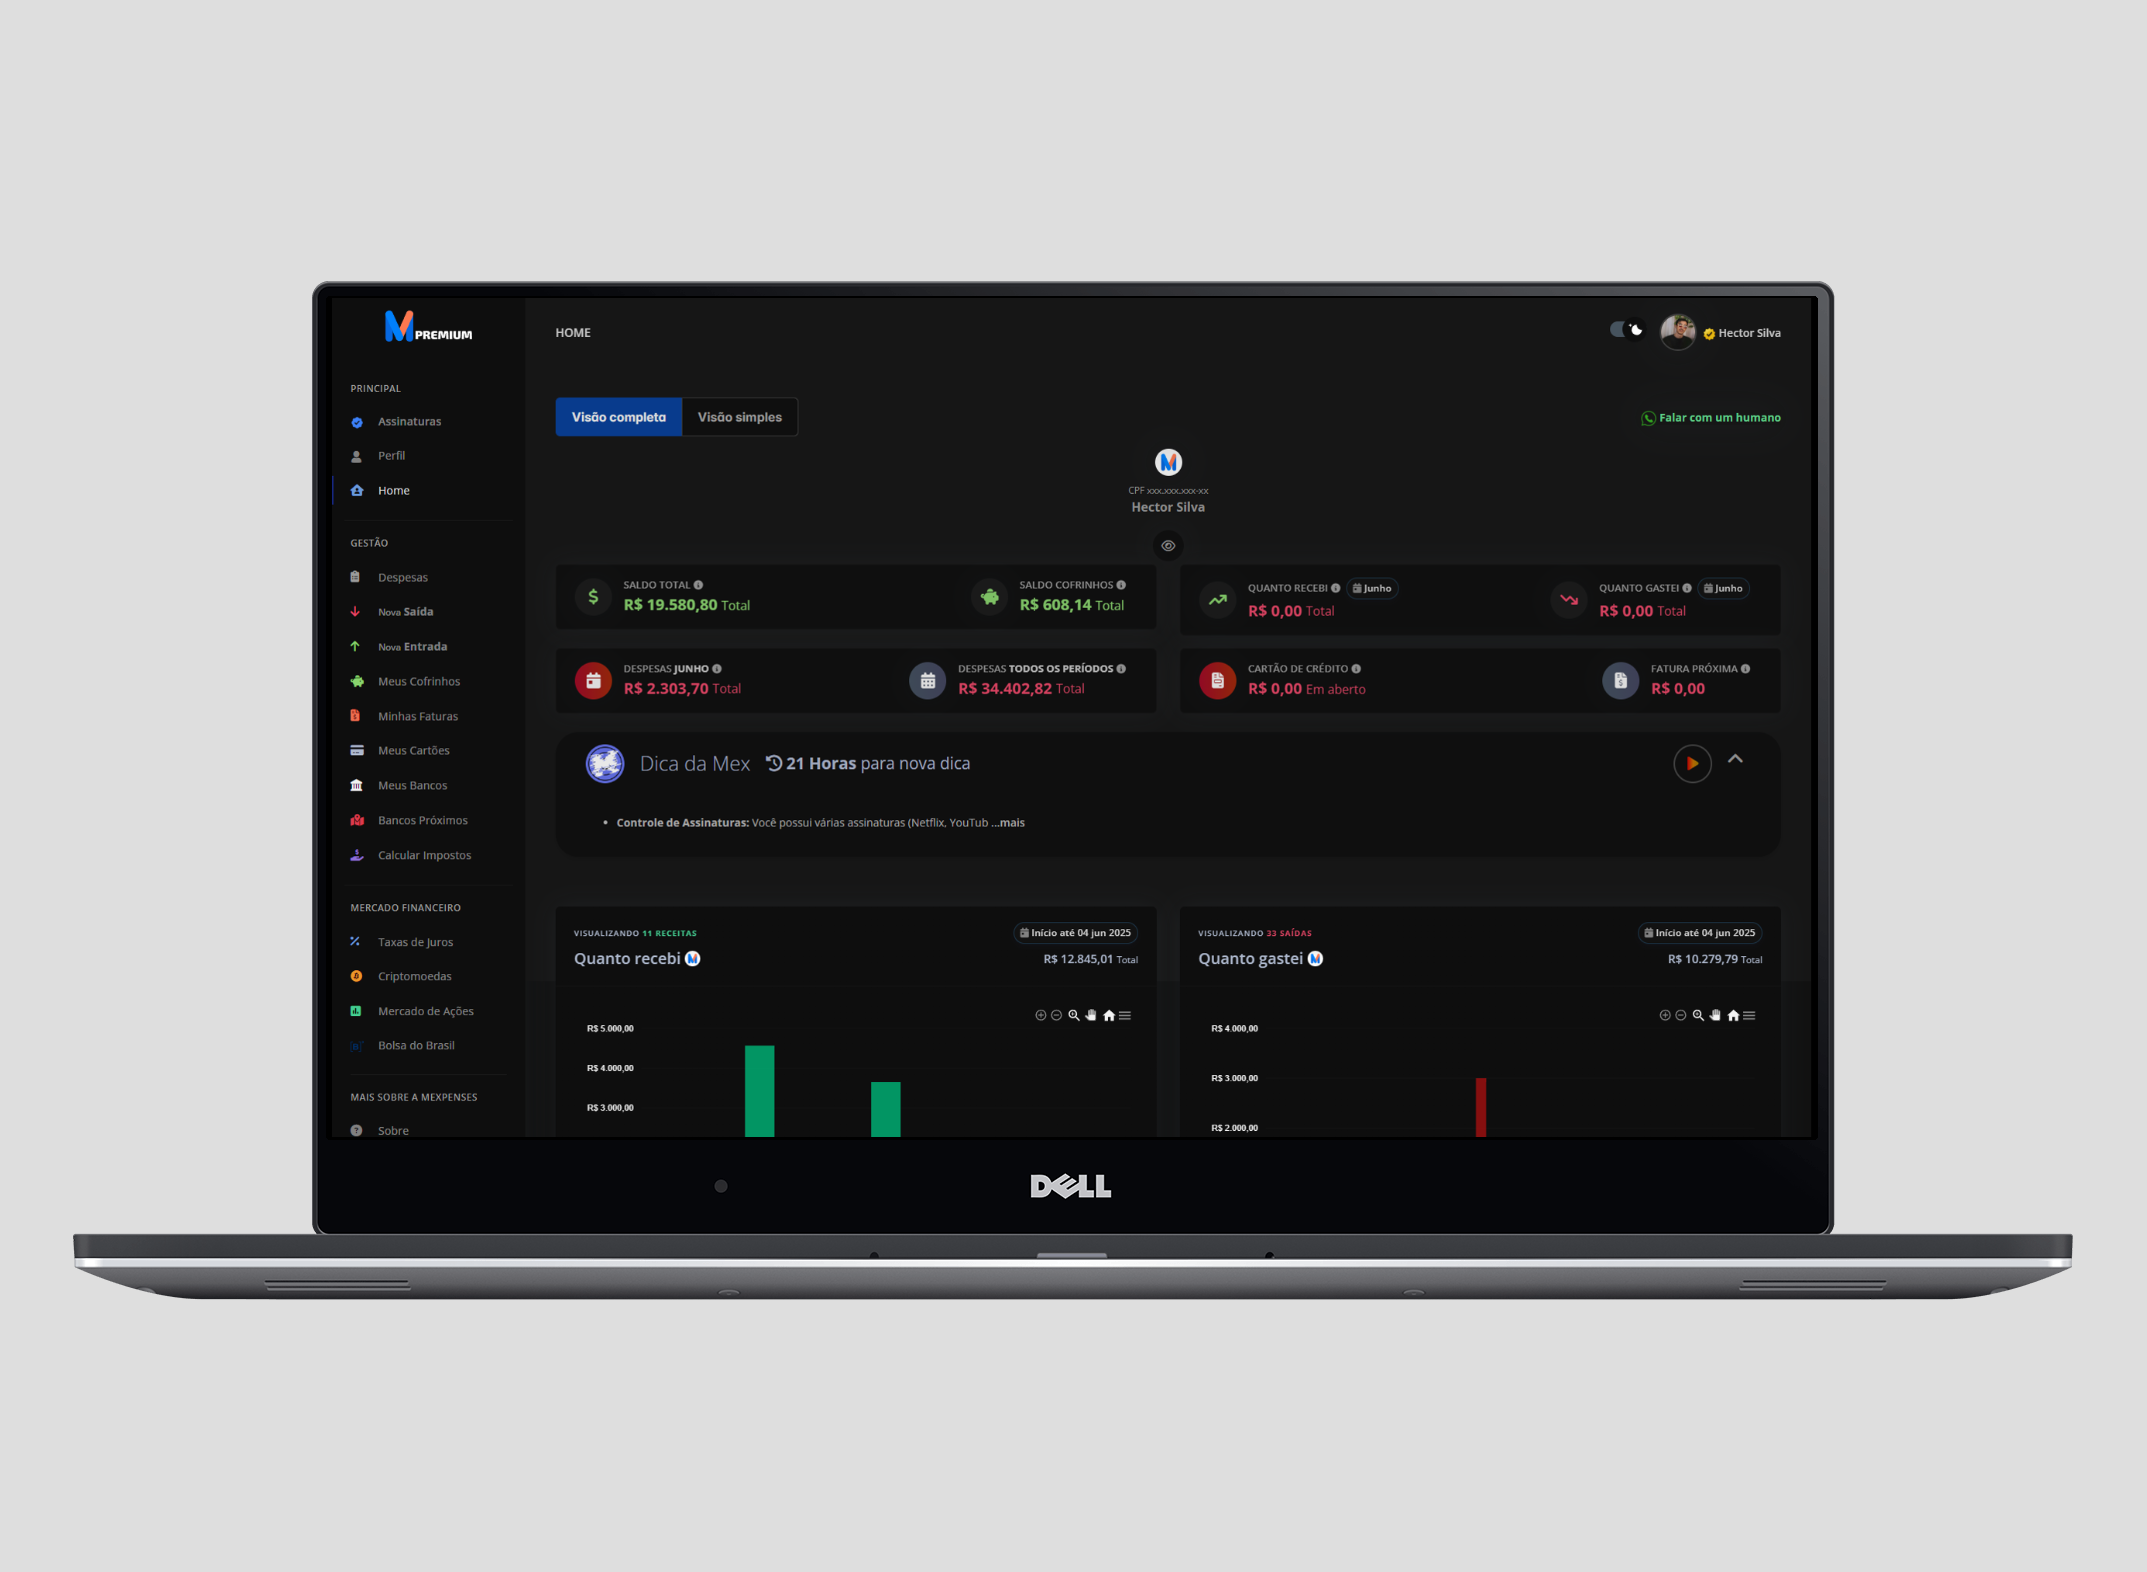 PREMIUM
HOME
Hector Silva
PRINCIPAL
Assinaturas
Perfil
Home
GESTÃO
Despesas
Nova Saída
Nova Entrada
Meus Cofrinhos
Minhas Faturas
Meus Cartões
Meus Bancos
Bancos Próximos
Calcular Impostos
MERCADO FINANCEIRO
Taxas de Juros
Criptomoedas
Mercado de Ações
Bolsa do Brasil
MAIS SOBRE A MEXPENSES
Sobre
Visão completa
Visão simples
Falar com um humano
CPF xxx.xxx.xxx-xx
Hector Silva
SALDO TOTAL
R$ 19.580,80 Total
SALDO COFRINHOS
R$ 608,14 Total
QUANTO RECEBI Junho
R$ 0,00 Total
QUANTO GASTEI Junho
R$ 0,00 Total
DESPESAS JUNHO
R$ 2.303,70 Total
DESPESAS TODOS OS PERÍODOS
R$ 34.402,82 Total
CARTÃO DE CRÉDITO
R$ 0,00 Em aberto
FATURA PRÓXIMA
R$ 0,00
Dica da Mex 21 Horas para nova dica
• Controle de Assinaturas: Você possui várias assinaturas (Netflix, YouTub ...mais
VISUALIZANDO 11 RECEITAS
Início até 04 jun 2025
Quanto recebi
R$ 12.845,01 Total
R$ 5.000,00
R$ 4.000,00
R$ 3.000,00
VISUALIZANDO 33 SAÍDAS
Início até 04 jun 2025
Quanto gastei
R$ 10.279,79 Total
R$ 4.000,00
R$ 3.000,00
R$ 2.000,00
DELL